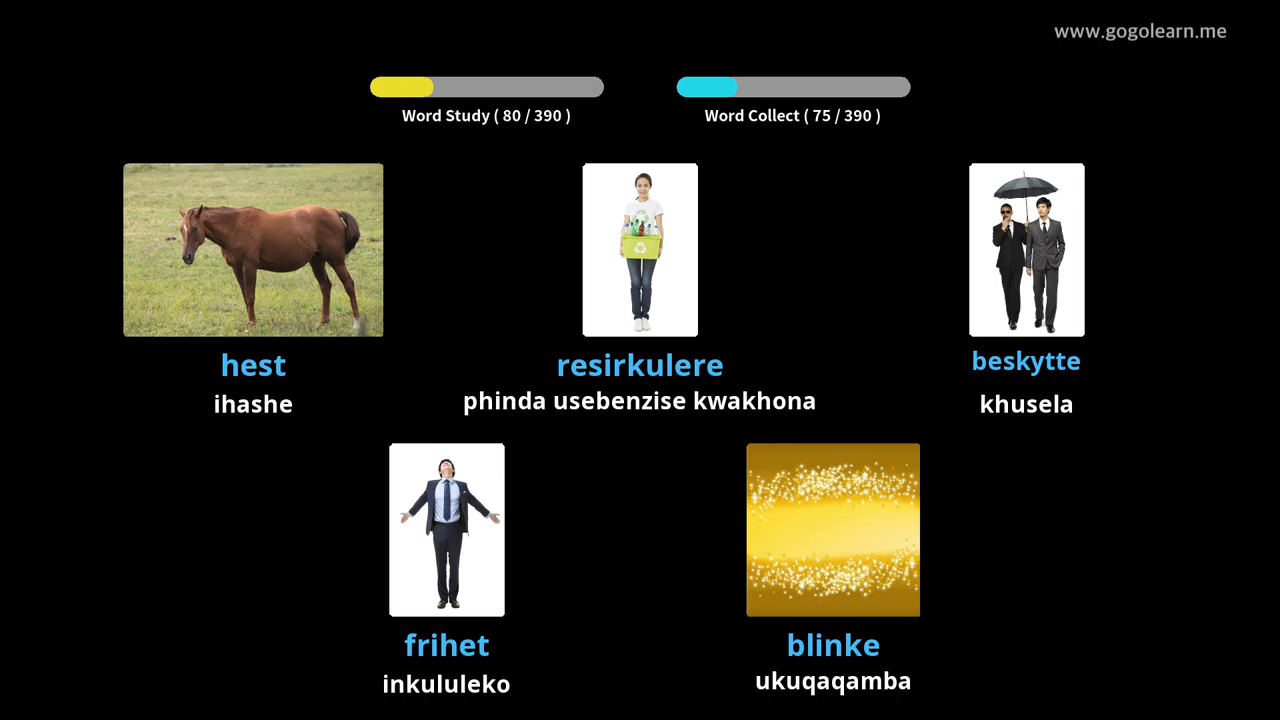 www.gogolearn.me
Word Study ( 80 / 390 )
Word Collect ( 75 / 390 )
hest
ihashe
resirkulere
phinda usebenzise kwakhona
beskytte
khusela
frihet
inkululeko
blinke
ukuqaqamba